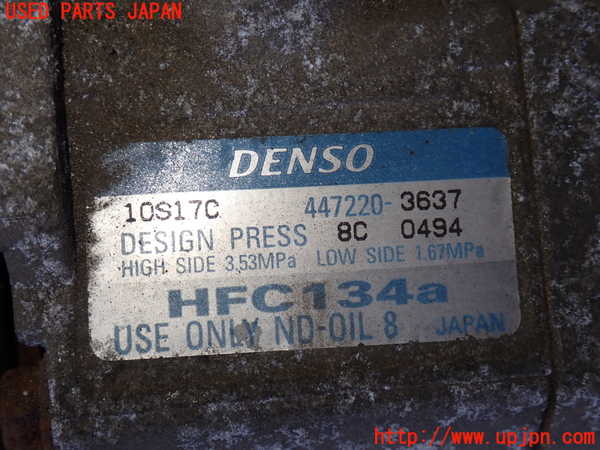 USED PARTS JAPAN
DENSO
10S17C 447220-3637
DESIGN PRESS 8C 0494
HIGH SIDE 3.53MPa LOW SIDE 1.67MPa
HFC134a
USE ONLY ND-OIL 8 JAPAN
http://www.upjpn.com/